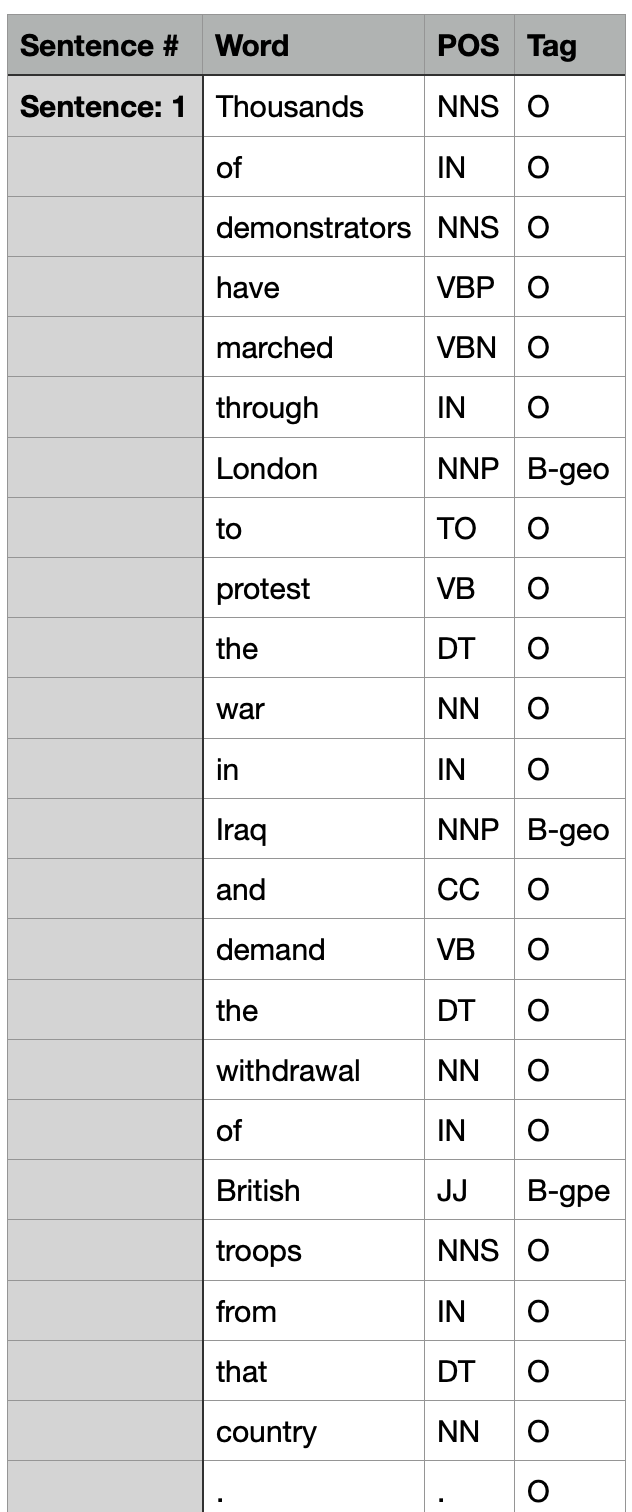 Sentence # Word POS Tag
Sentence: 1 Thousands NNS O
of IN O
demonstrators NNS O
have VBP O
marched VBN O
through IN O
London NNP B-geo
to TO O
protest VB O
the DT O
war NN O
in IN O
Iraq NNP B-geo
and CC O
demand VB O
the DT O
withdrawal NN O
of IN O
British JJ B-gpe
troops NNS O
from IN O
that DT O
country NN O
. . O